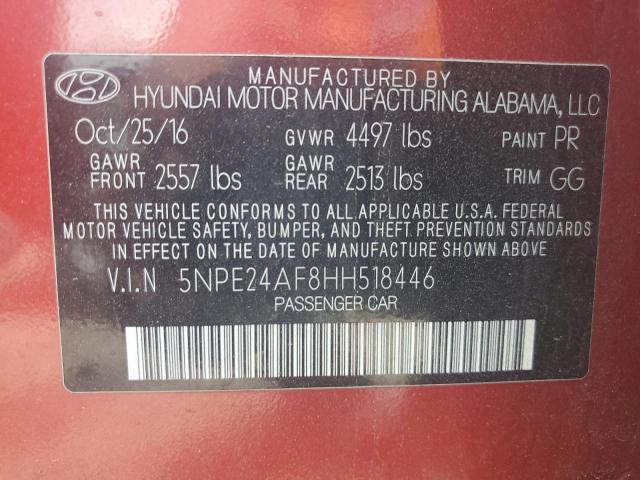 MANUFACTURED BY
HYUNDAI MOTOR MANUFACTURING ALABAMA, LLC
Oct/25/16 GVWR 4497 lbs PAINT PR
GAWR FRONT 2557 lbs GAWR REAR 2513 lbs TRIM GG
THIS VEHICLE CONFORMS TO ALL APPLICABLE U.S.A. FEDERAL
MOTOR VEHICLE SAFETY, BUMPER, AND THEFT PREVENTION STANDARDS
IN EFFECT ON THE DATE OF MANUFACTURE SHOWN ABOVE
V.I.N 5NPE24AF8HH518446
PASSENGER CAR